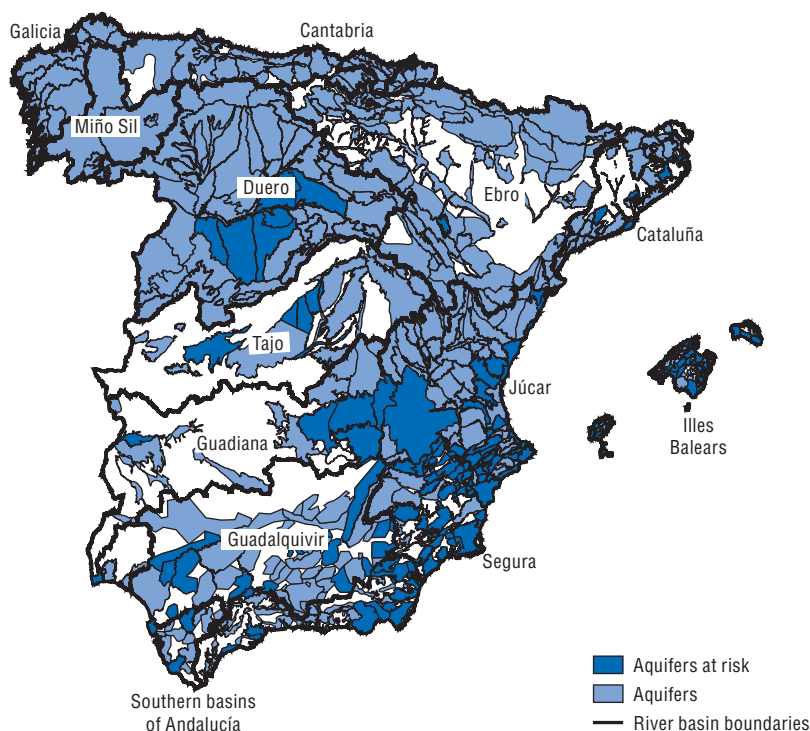 Galicia
Cantabria
Miño Sil
Duero
Ebro
Cataluña
Tajo
Júcar
Illes
Balears
Guadiana
Guadalquivir
Segura
Southern basins
of Andalucía
Aquifers at risk
Aquifers
River basin boundaries